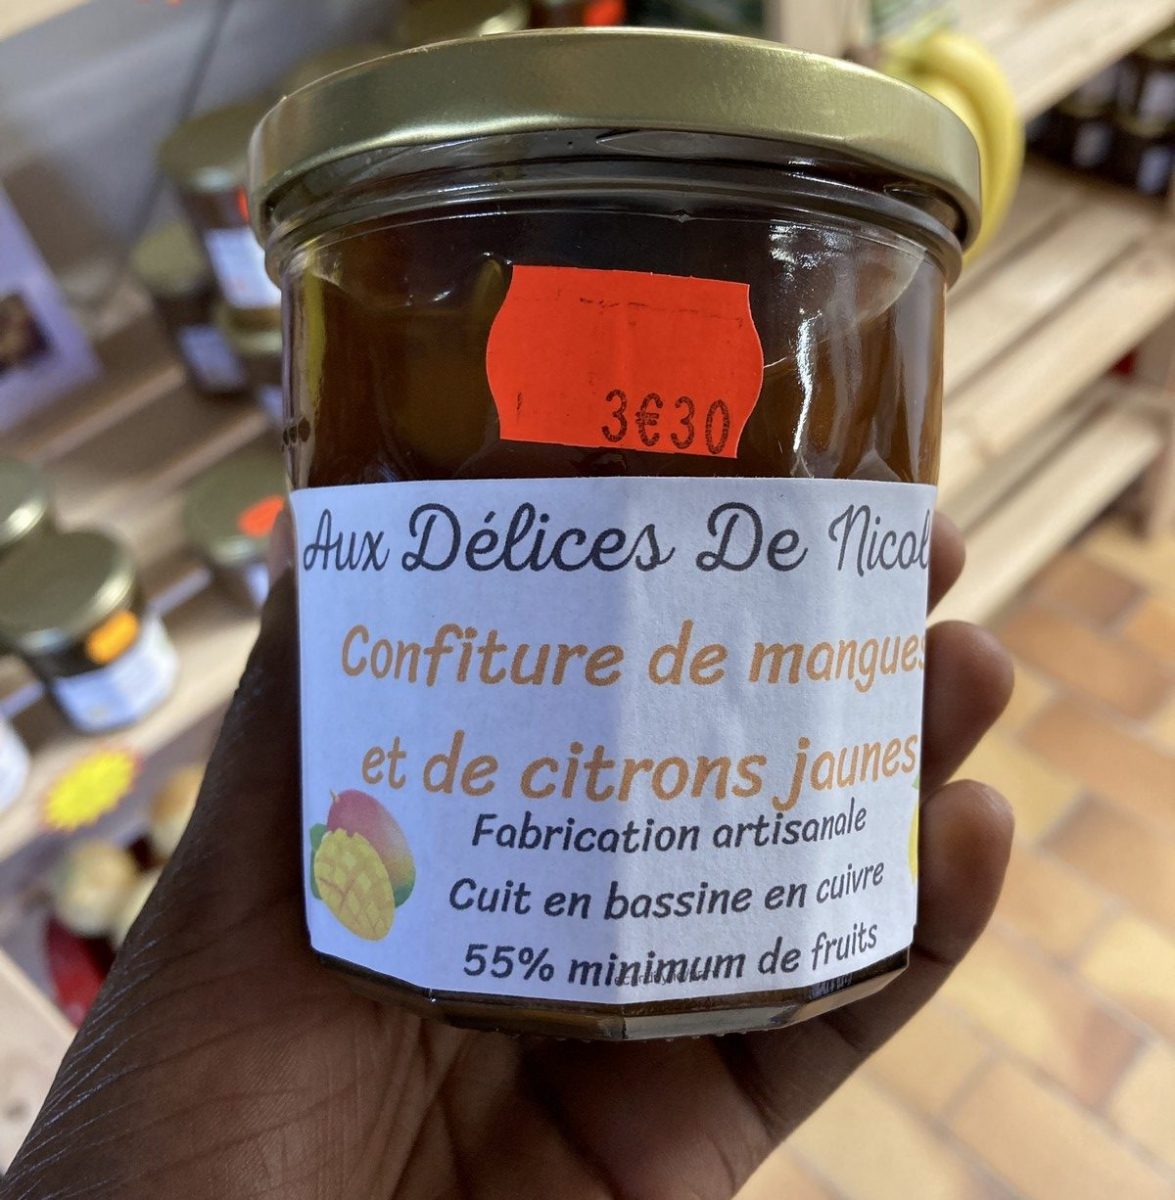 3€30
Aux Délices De Nicol
Confiture de mangues
et de citrons jaunes
Fabrication artisanale
Cuit en bassine en cuivre
55% minimum de fruits